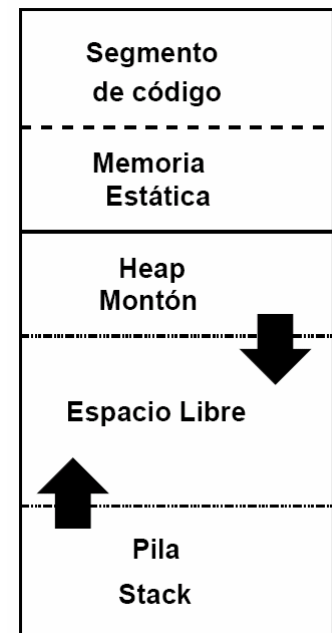 Segmento
de código
Memoria
Estática
Heap
Montón
Espacio Libre
Pila
Stack